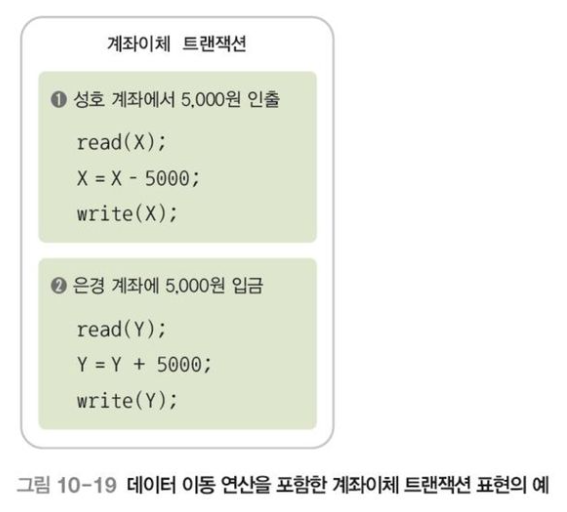 계좌이체 트랜잭션
❶ 성호 계좌에서 5,000원 인출
read(X);
X = X - 5000;
write(X);
❷ 은경 계좌에 5,000원 입금
read(Y);
Y = Y + 5000;
write(Y);
그림 10-19 데이터 이동 연산을 포함한 계좌이체 트랜잭션 표현의 예